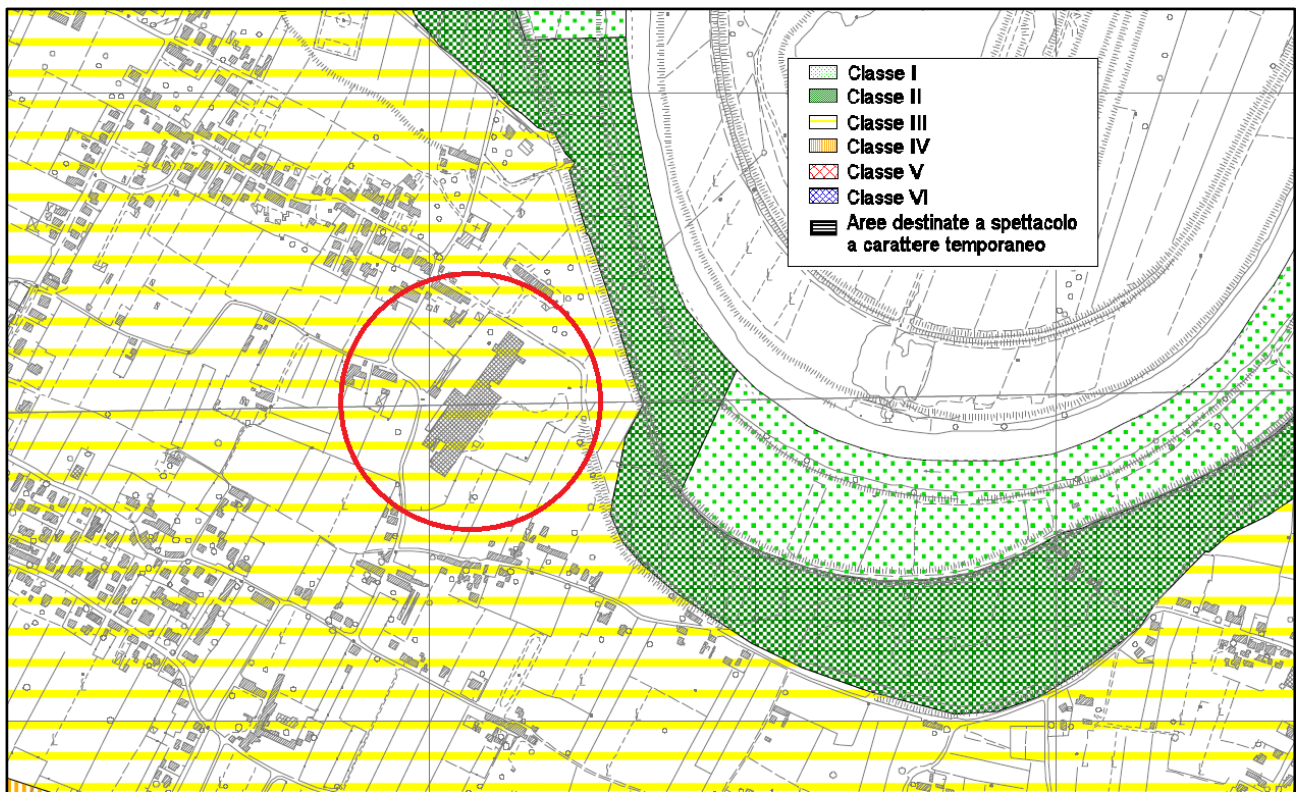 Classe I
Classe II
Classe III
Classe IV
Classe V
Classe VI
Aree destinate a spettacolo
a carattere temporaneo